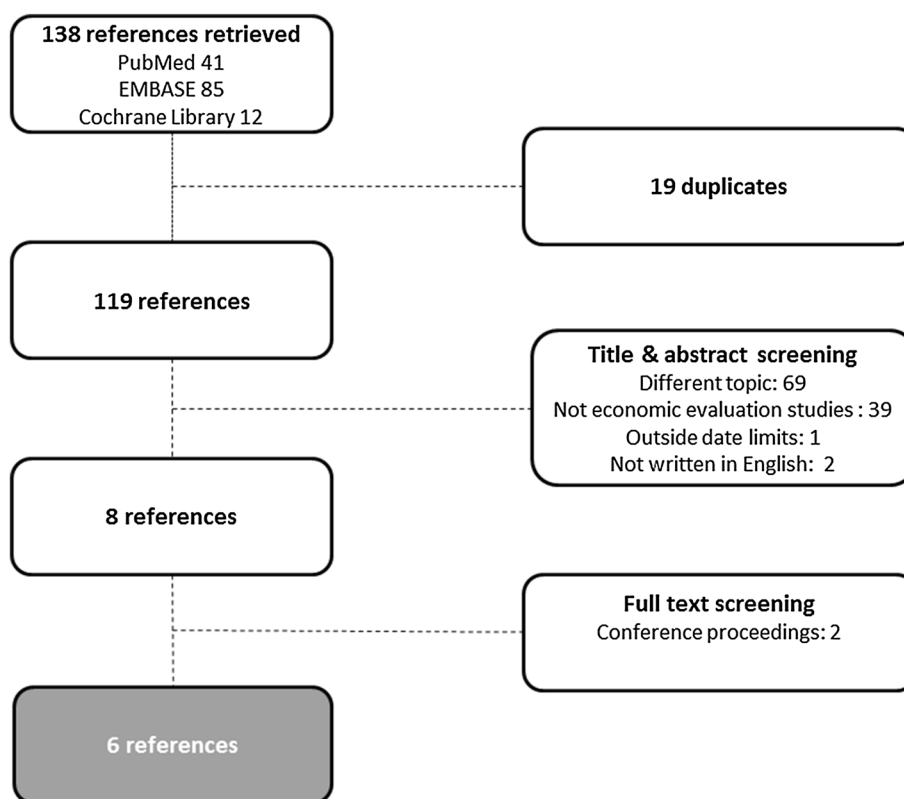 138 references retrieved
PubMed 41
EMBASE 85
Cochrane Library 12
19 duplicates
119 references
Title & abstract screening
Different topic: 69
Not economic evaluation studies : 39
Outside date limits: 1
Not written in English: 2
8 references
Full text screening
Conference proceedings: 2
6 references